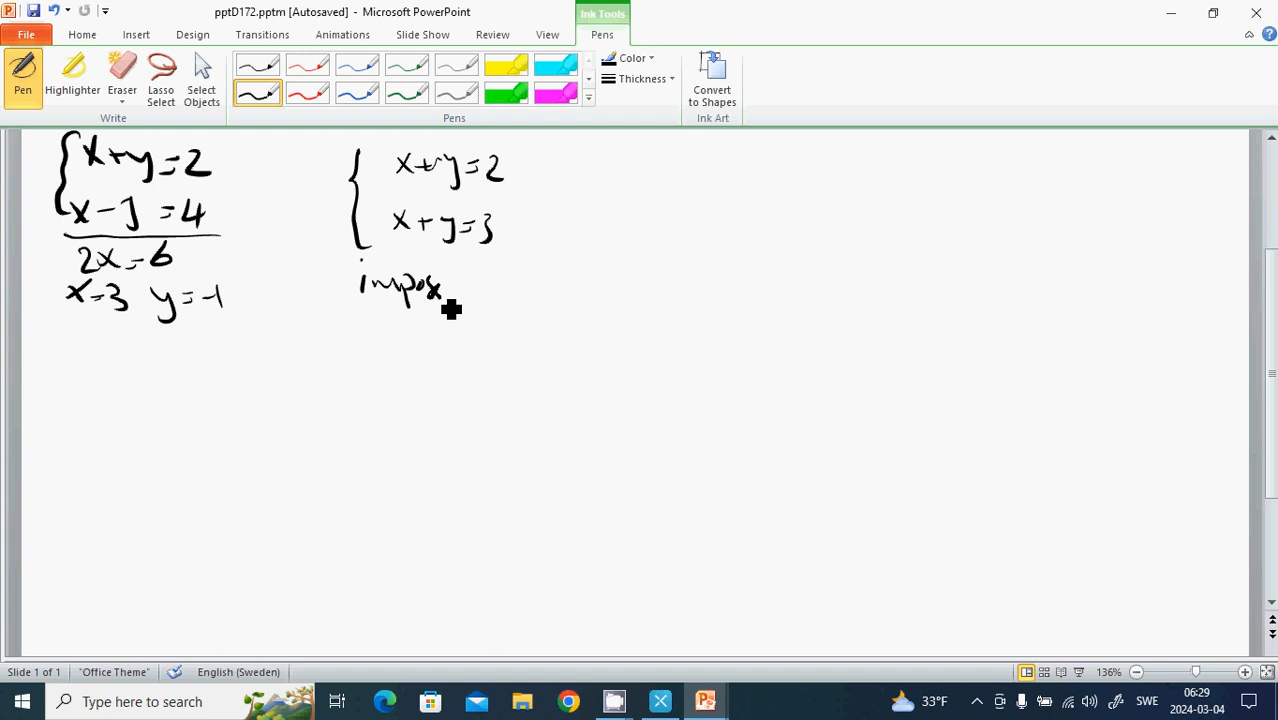 pptD172.pptm [Autosaved] - Microsoft PowerPoint
Ink Tools
File Home Insert Design Transitions Animations Slide Show Review View Pens
Pen
Highlighter
Eraser
Lasso Select
Select Objects
Color
Thickness
Convert to Shapes
Write
Pens
Ink Art
x+y=2
x-y=4
2x=6
x=3 y=-1
x+y=2
x+y=3
impos
Slide 1 of 1 "Office Theme" English (Sweden) 136%
Type here to search
33°F
SWE
06:29
2024-03-04